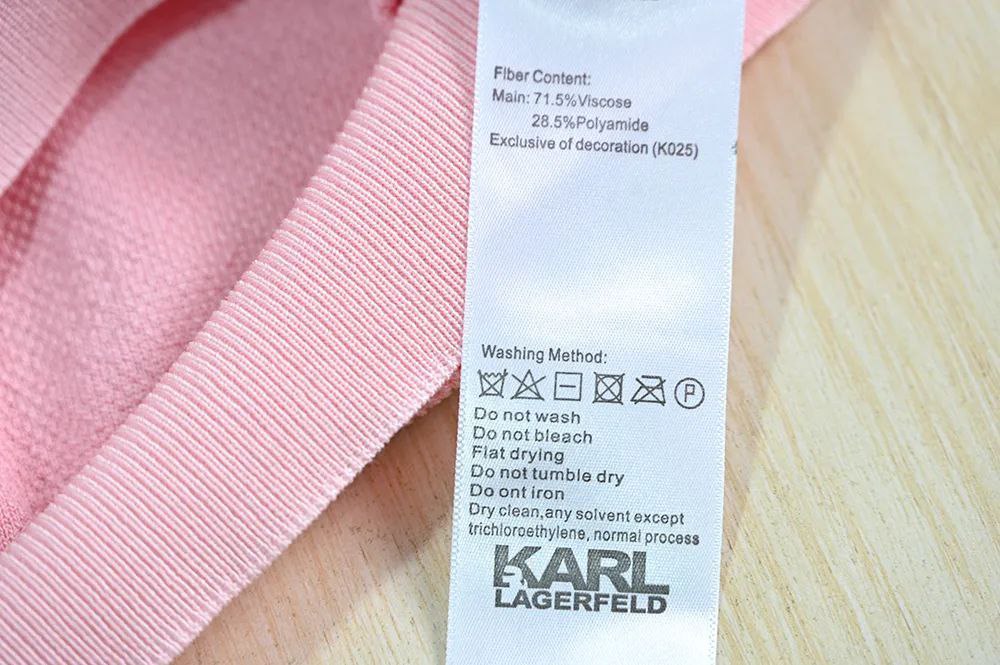 Fiber Content:
Main: 71.5%Viscose
28.5%Polyamide
Exclusive of decoration (K025)
Washing Method:
P
Do not wash
Do not bleach
Flat drying
Do not tumble dry
Do ont iron
Dry clean,any solvent except
trichloroethylene, normal process
KARL
LAGERFELD